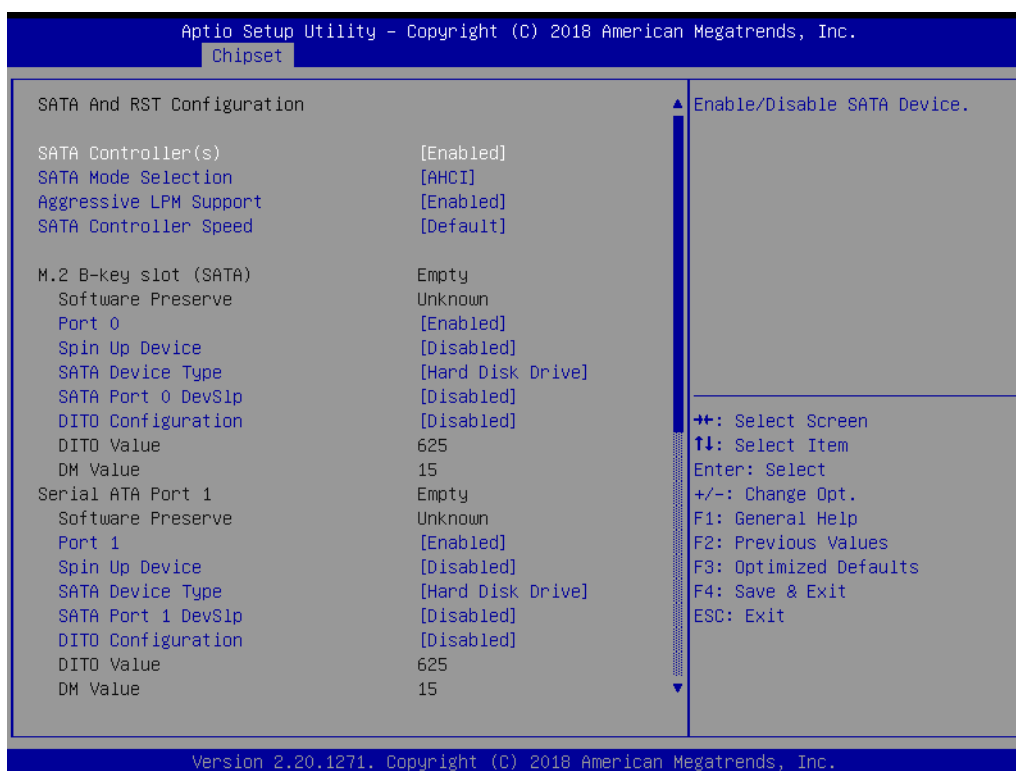 Aptio Setup Utility – Copyright (C) 2018 American Megatrends, Inc.
Chipset
SATA And RST Configuration
SATA Controller(s) [Enabled]
SATA Mode Selection [AHCI]
Aggressive LPM Support [Enabled]
SATA Controller Speed [Default]
M.2 B-key slot (SATA) Empty
Software Preserve Unknown
Port 0 [Enabled]
Spin Up Device [Disabled]
SATA Device Type [Hard Disk Drive]
SATA Port 0 DevSlp [Disabled]
DITO Configuration [Disabled]
DITO Value 625
DM Value 15
Serial ATA Port 1 Empty
Software Preserve Unknown
Port 1 [Enabled]
Spin Up Device [Disabled]
SATA Device Type [Hard Disk Drive]
SATA Port 1 DevSlp [Disabled]
DITO Configuration [Disabled]
DITO Value 625
DM Value 15
Enable/Disable SATA Device.
→←: Select Screen
↑↓: Select Item
Enter: Select
+/-: Change Opt.
F1: General Help
F2: Previous Values
F3: Optimized Defaults
F4: Save & Exit
ESC: Exit
Version 2.20.1271. Copyright (C) 2018 American Megatrends, Inc.